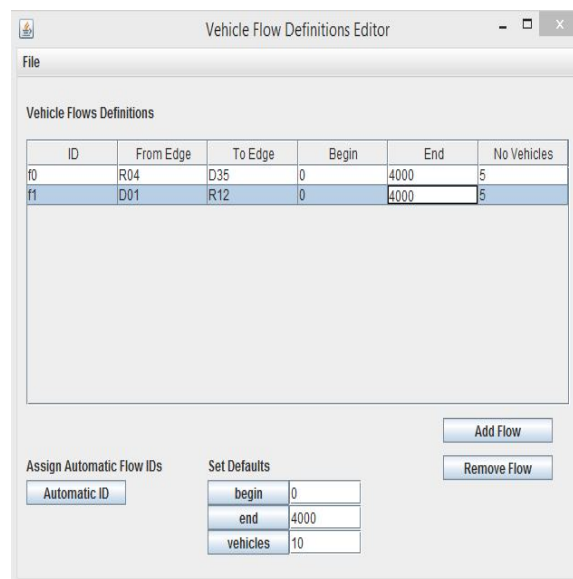 Vehicle Flow Definitions Editor
File
Vehicle Flows Definitions
ID From Edge To Edge Begin End No Vehicles
f0 R04 D35 0 4000 5
f1 D01 R12 0 4000 5
Add Flow
Assign Automatic Flow IDs Set Defaults Remove Flow
Automatic ID begin 0
end 4000
vehicles 10